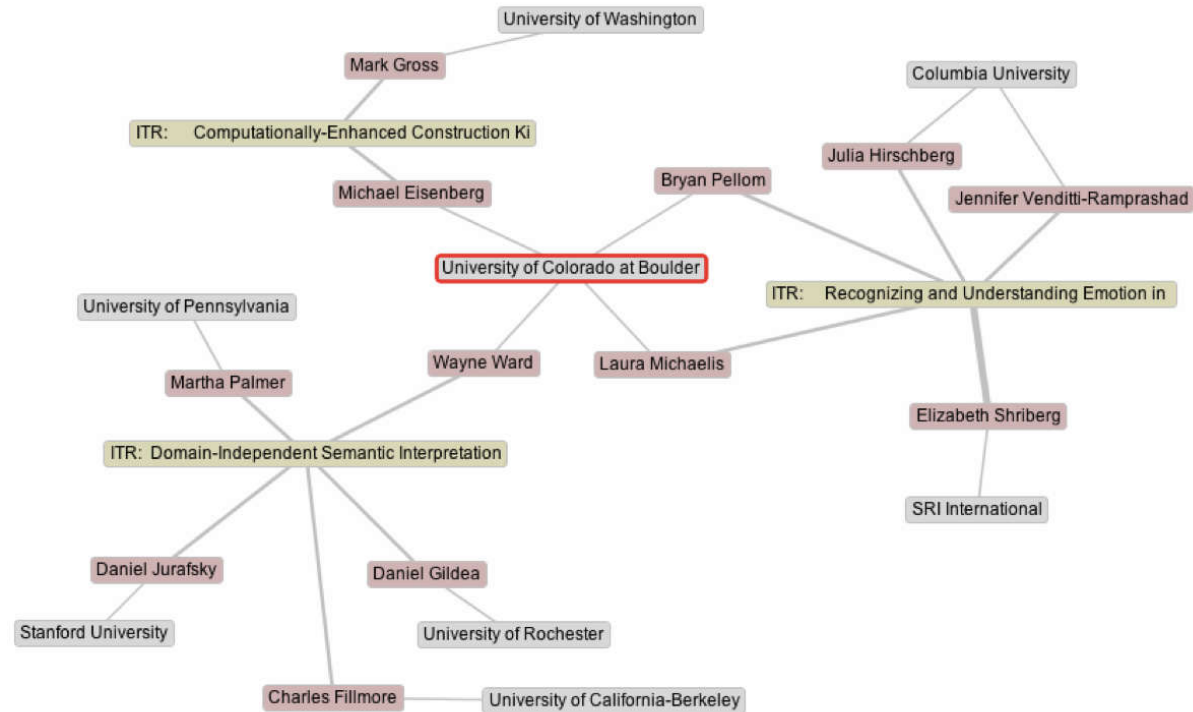 University of Washington
Mark Gross
Columbia University
ITR: Computationally-Enhanced Construction Ki
Julia Hirschberg
Bryan Pellom
Michael Eisenberg
Jennifer Venditti-Ramprashad
University of Colorado at Boulder
ITR: Recognizing and Understanding Emotion in
University of Pennsylvania
Wayne Ward
Laura Michaelis
Martha Palmer
Elizabeth Shriberg
ITR: Domain-Independent Semantic Interpretation
SRI International
Daniel Jurafsky
Daniel Gildea
Stanford University
University of Rochester
Charles Fillmore
University of California-Berkeley